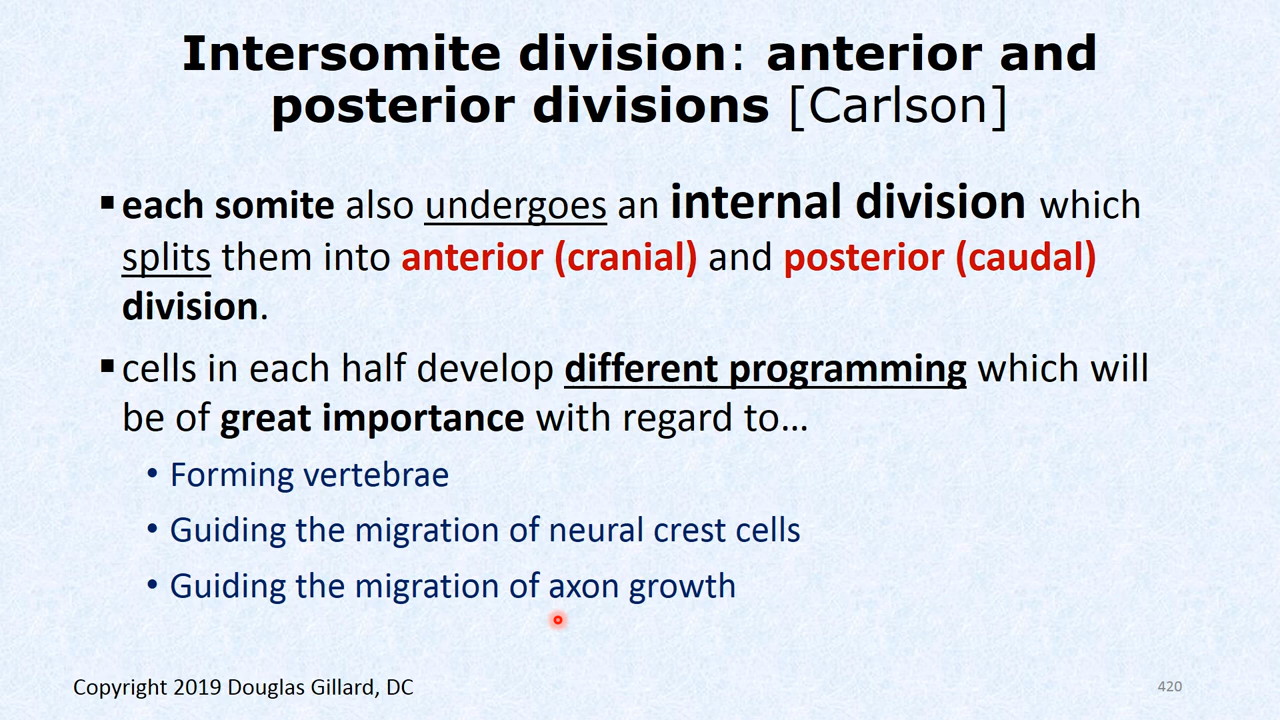 Intersomite division: anterior and
posterior divisions [Carlson]
▪each somite also undergoes an internal division which
splits them into anterior (cranial) and posterior (caudal)
division.
▪cells in each half develop different programming which will
be of great importance with regard to...
• Forming vertebrae
• Guiding the migration of neural crest cells
• Guiding the migration of axon growth
Copyright 2019 Douglas Gillard, DC
420